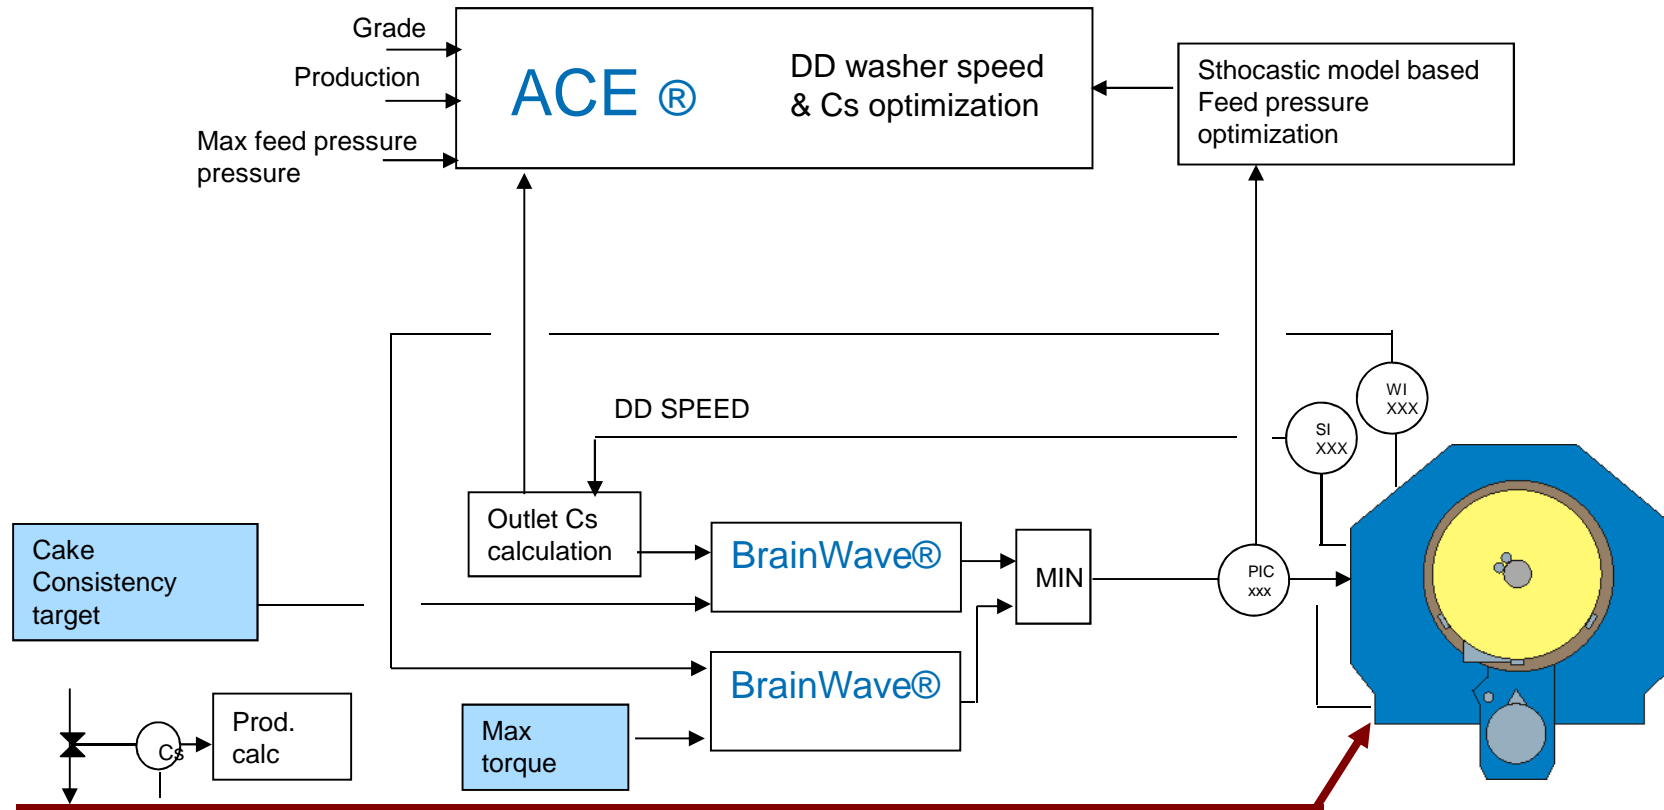 Grade
Production
Max feed pressure
pressure
ACE ®
DD washer speed
& Cs optimization
Sthocastic model based
Feed pressure
optimization
WI
XXX
SI
XXX
DD SPEED
Outlet Cs
calculation
BrainWave®
MIN
PIC
xxx
Cake
Consistency
target
BrainWave®
Max
torque
Cs
Prod.
calc